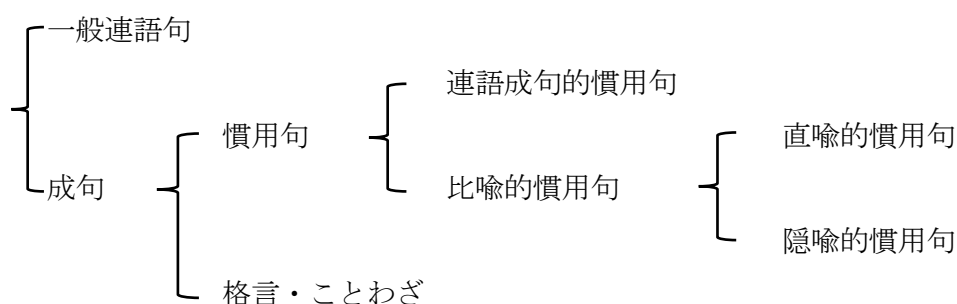 一般連語句
連語成句的慣用句
慣用句
直喩的慣用句
成句
比喩的慣用句
隠喩的慣用句
格言・ことわざ